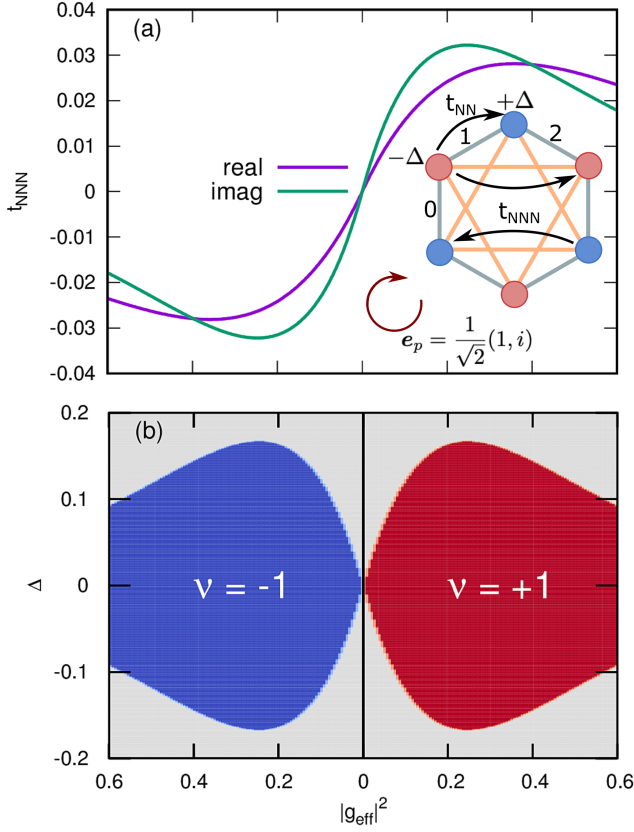 0.04
(a)
0.03
0.02
0.01
0
-0.01
-0.02
-0.03
-0.04
t_NNN
real
imag
t_NN
+Δ
1
2
−Δ
0
t_NNN
e_p = 1/√2 (1, i)
0.2
(b)
0.1
0
-0.1
-0.2
Δ
ν = -1
ν = +1
0.6 0.4 0.2 0 0.2 0.4 0.6
|g_eff|²